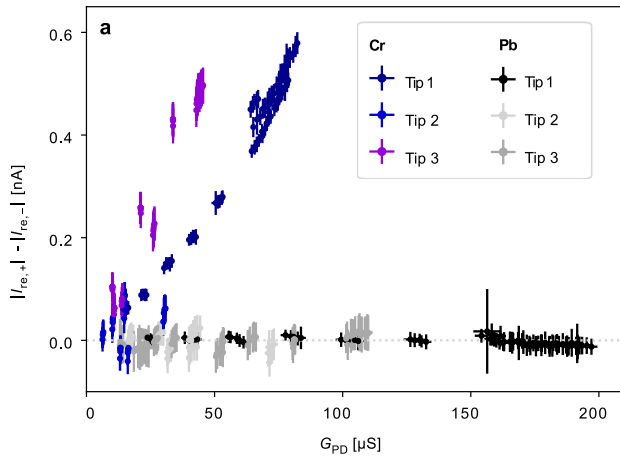 a
0.6
0.4
0.2
0.0
|I_re,+| - |I_re,–| [nA]
Cr Pb
Tip 1 Tip 1
Tip 2 Tip 2
Tip 3 Tip 3
0 50 100 150 200
G_PD [µS]